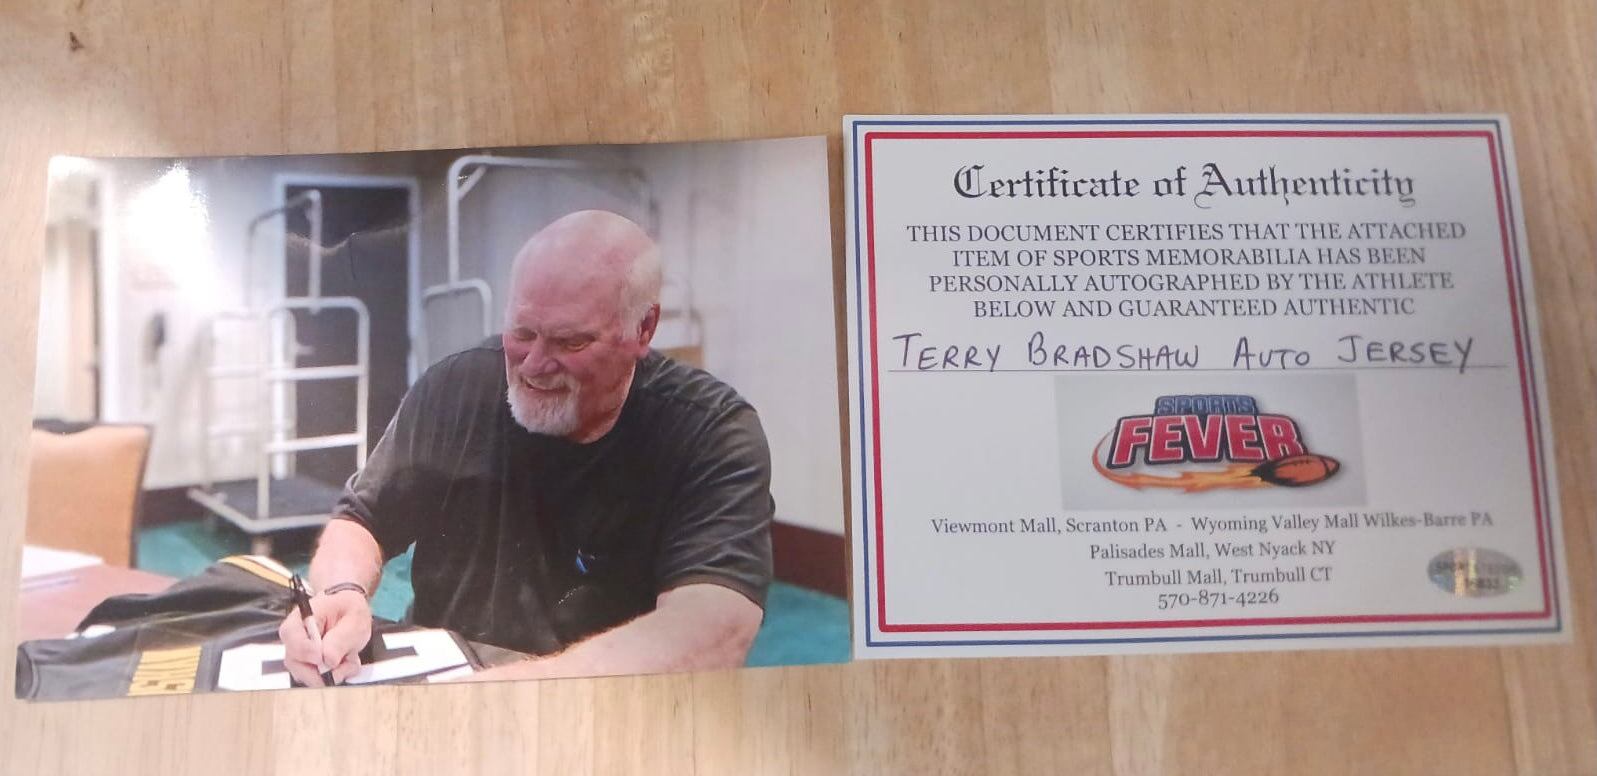 Certificate of Authenticity
THIS DOCUMENT CERTIFIES THAT THE ATTACHED
ITEM OF SPORTS MEMORABILIA HAS BEEN
PERSONALLY AUTOGRAPHED BY THE ATHLETE
BELOW AND GUARANTEED AUTHENTIC
TERRY BRADSHAW AUTO JERSEY
SPORTS
FEVER
Viewmont Mall, Scranton PA - Wyoming Valley Mall Wilkes-Barre PA
Palisades Mall, West Nyack NY
Trumbull Mall, Trumbull CT
570-871-4226